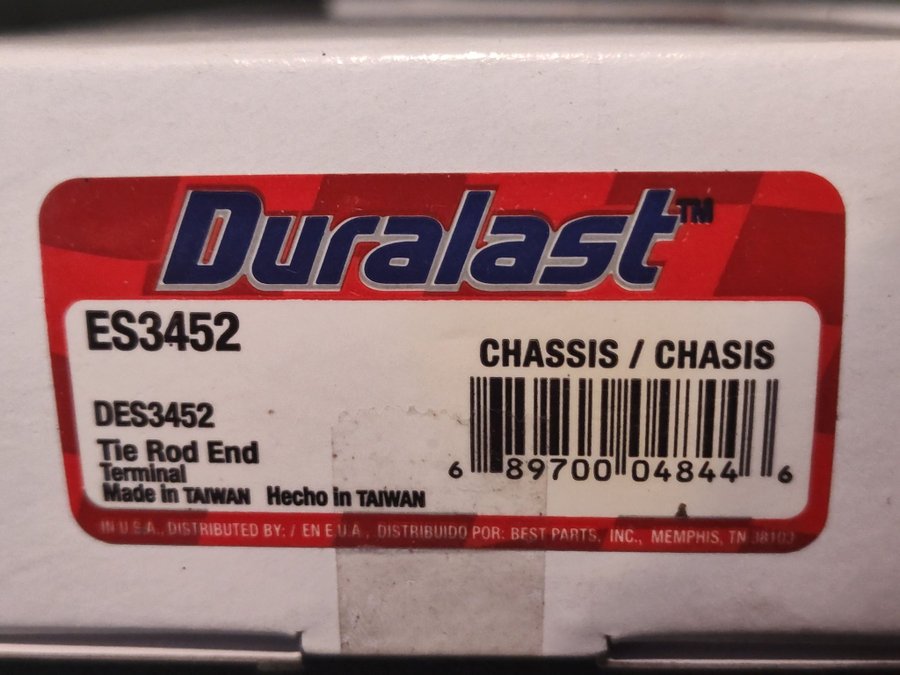 Duralast™
ES3452
CHASSIS / CHASIS
DES3452
Tie Rod End
Terminal
Made in TAIWAN Hecho in TAIWAN
6 89700 04844 6
IN U.S.A., DISTRIBUTED BY: / EN E.U.A., DISTRIBUIDO POR: BEST PARTS, INC., MEMPHIS, TN 38103